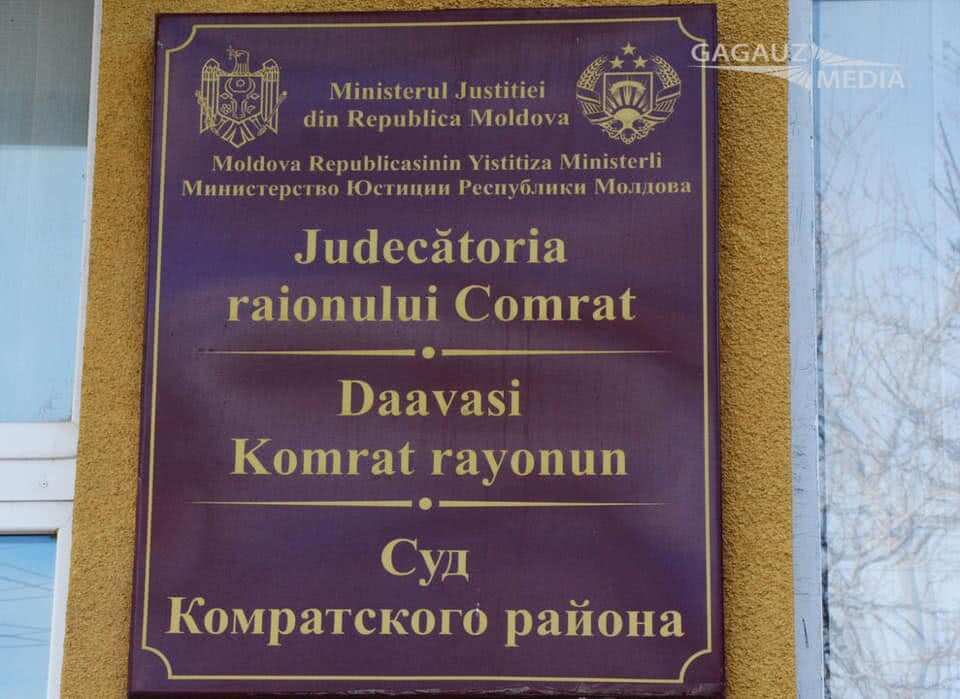 GAGAUZ
MEDIA
Ministerul Justitiei
din Republica Moldova
Moldova Republicasinin Yistitiza Ministerli
Министерство Юстиции Республики Молдова
Judecătoria
raionului Comrat
Daavasi
Komrat rayonun
Суд
Комратского района